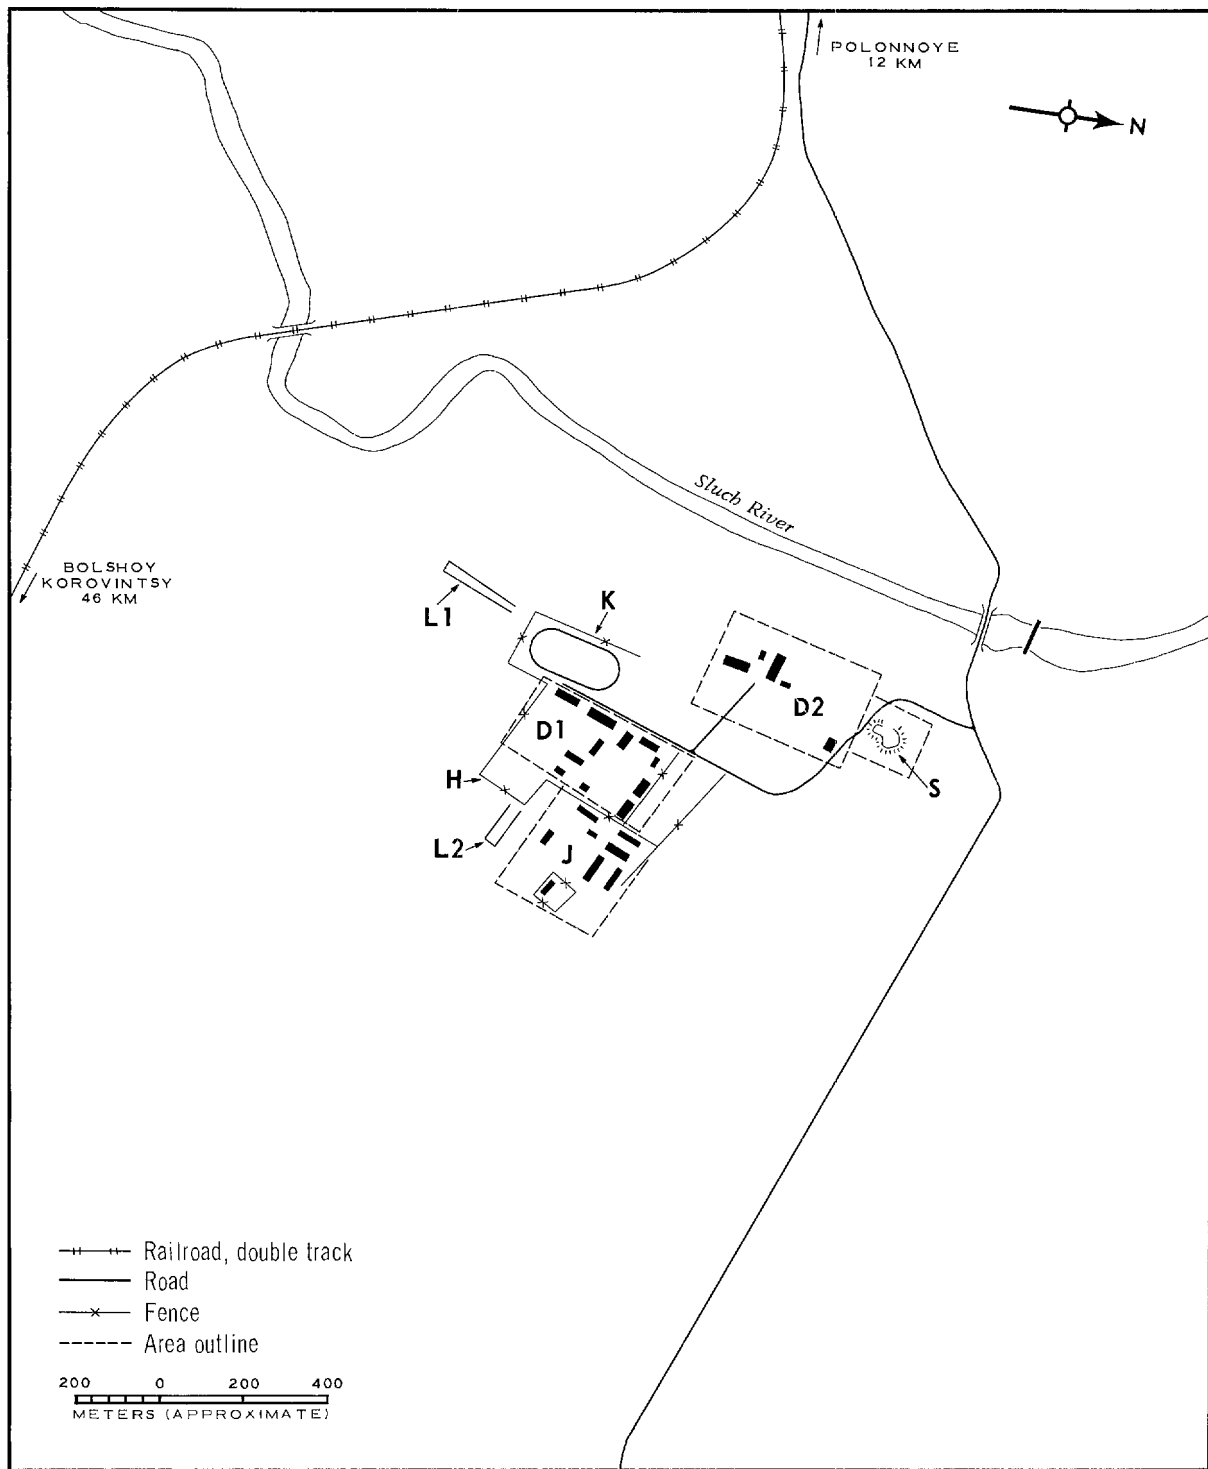 POLONNOYE
12 KM
N
Sluch River
BOLSHOY
KOROVINTSY
46 KM
L1
K
D1
D2
H
S
L2
J
Railroad, double track
Road
Fence
Area outline
200 0 200 400
METERS (APPROXIMATE)